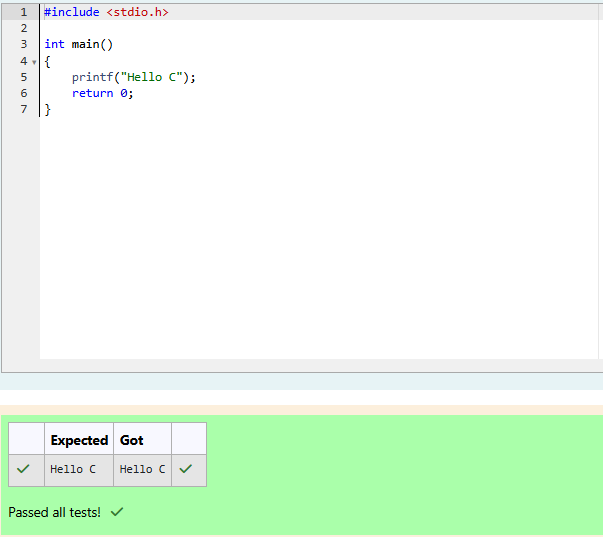 1 #include <stdio.h>
2
3 int main()
4 {
5     printf("Hello C");
6     return 0;
7 }
Expected Got
Hello C Hello C
Passed all tests!